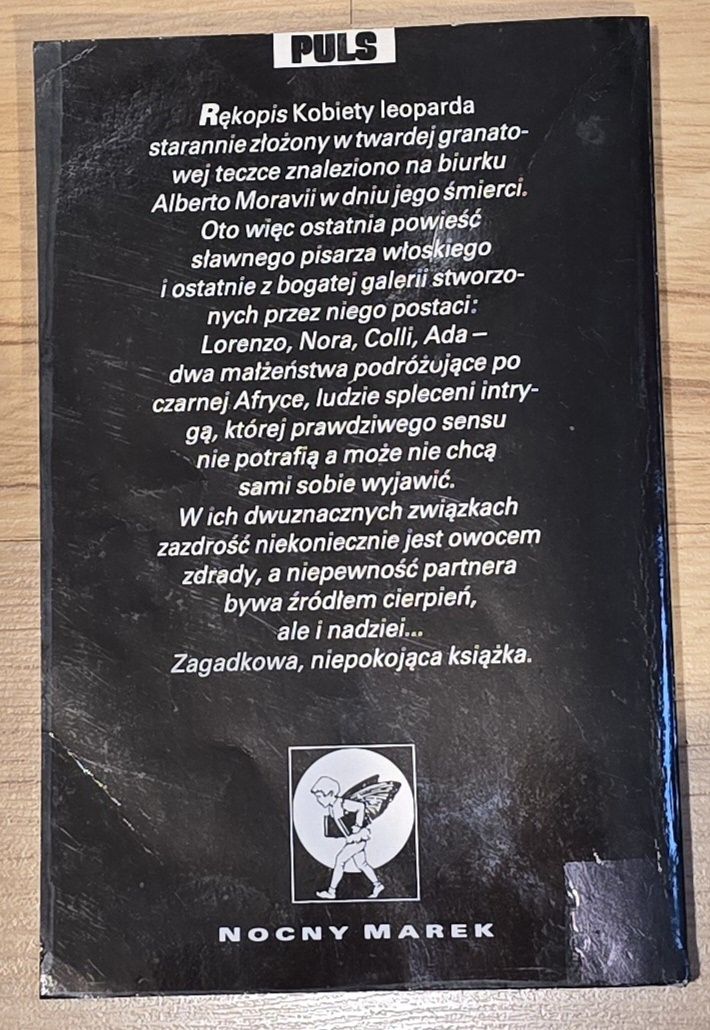 PULS
Rękopis Kobiety leoparda
starannie złożony w twardej granato-
wej teczce znaleziono na biurku
Alberto Moravii w dniu jego śmierci.
Oto więc ostatnia powieść
sławnego pisarza włoskiego
i ostatnie z bogatej galerii stworzo-
nych przez niego postaci:
Lorenzo, Nora, Colli, Ada –
dwa małżeństwa podróżujące po
czarnej Afryce, ludzie spleceni intry-
gą, której prawdziwego sensu
nie potrafią a może nie chcą
sami sobie wyjawić.
W ich dwuznacznych związkach
zazdrość niekoniecznie jest owocem
zdrady, a niepewność partnera
bywa źródłem cierpień,
ale i nadziei...
Zagadkowa, niepokojąca książka.
NOCNY MAREK